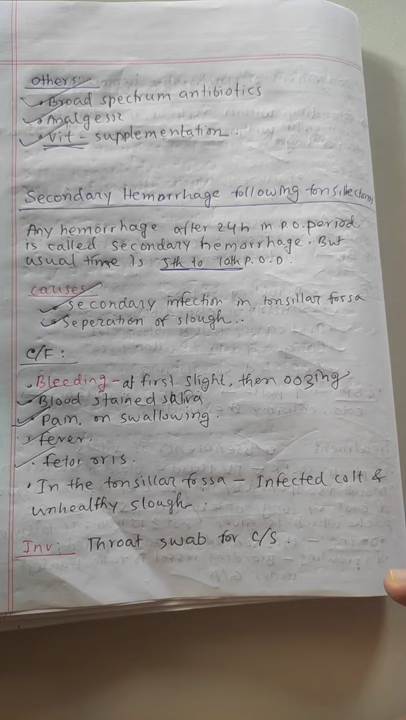 others:
Broad spectrum antibiotics
Analgesic
Vit - supplementation.
Secondary Hemorrhage following tonsillectomy
Any hemorrhage after 24h in P.O. period
is called secondary hemorrhage. But
usual time is 5th to 10th P.O.D.
causes
Secondary infection in tonsillar fossa
Seperation of slough.
C/F:
Bleeding - at first slight, then oozing
Blood stained saliva
Pain, on swallowing.
fever.
fetor oris.
In the tonsillar fossa - Infected colt &
unhealthy slough.
Inv: Throat swab for C/S.